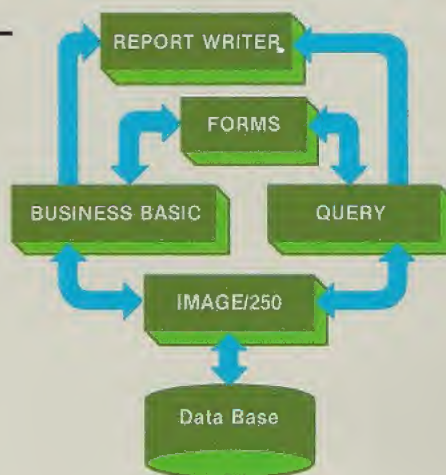 REPORT WRITER
FORMS
BUSINESS BASIC
QUERY
IMAGE/250
Data Base